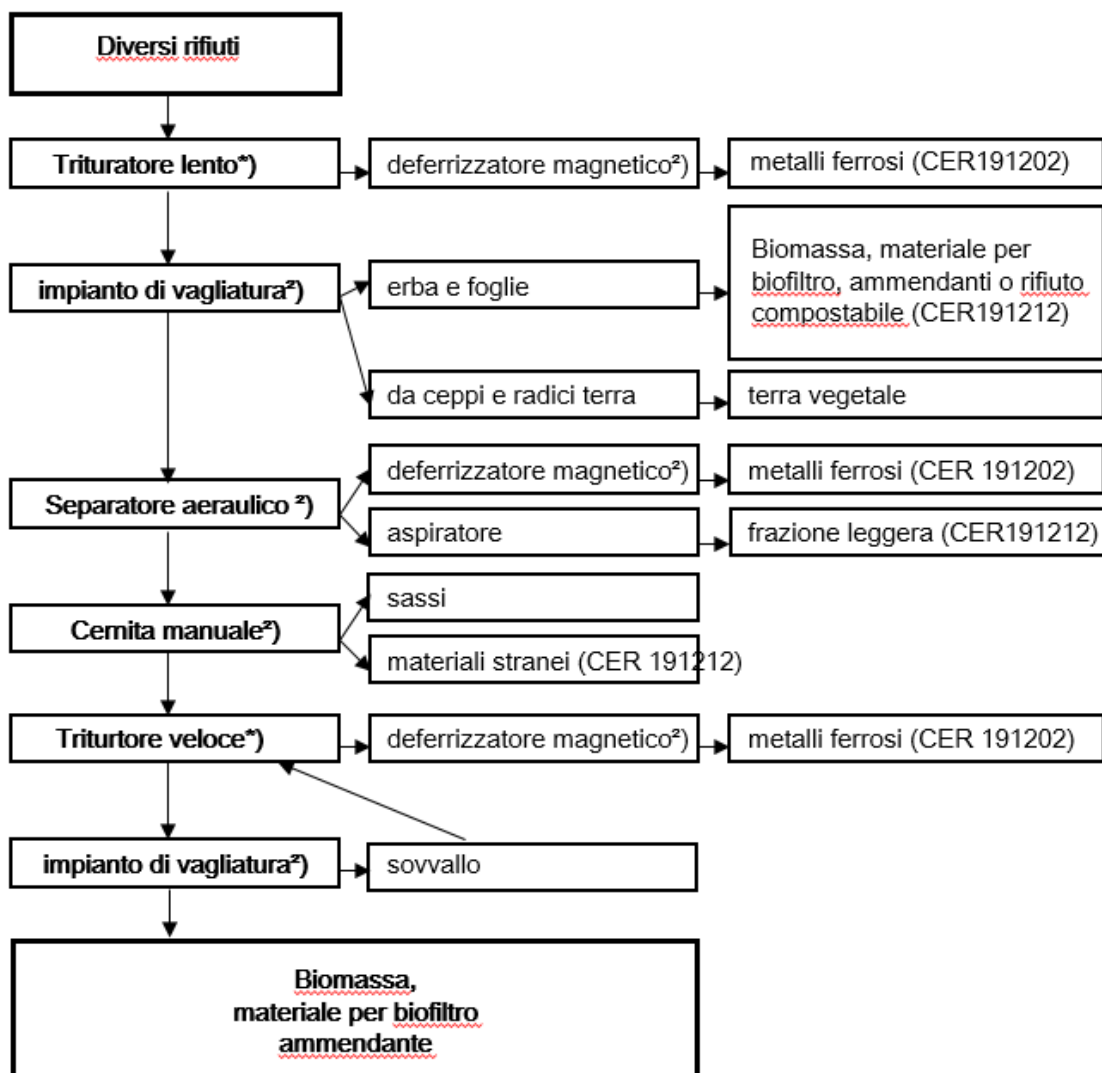 Diversi rifiuti
Trituratore lento*)
deferrizzatore magnetico²)
metalli ferrosi (CER191202)
impianto di vagliatura²)
erba e foglie
Biomassa, materiale per
biofiltro, ammendanti o rifiuto
compostabile (CER191212)
da ceppi e radici terra
terra vegetale
Separatore aeraulico ²)
deferrizzatore magnetico²)
metalli ferrosi (CER 191202)
aspiratore
frazione leggera (CER191212)
Cernita manuale²)
sassi
materiali stranei (CER 191212)
Triturtore veloce*)
deferrizzatore magnetico²)
metalli ferrosi (CER 191202)
impianto di vagliatura²)
sovvallo
Biomassa,
materiale per biofiltro
ammendante